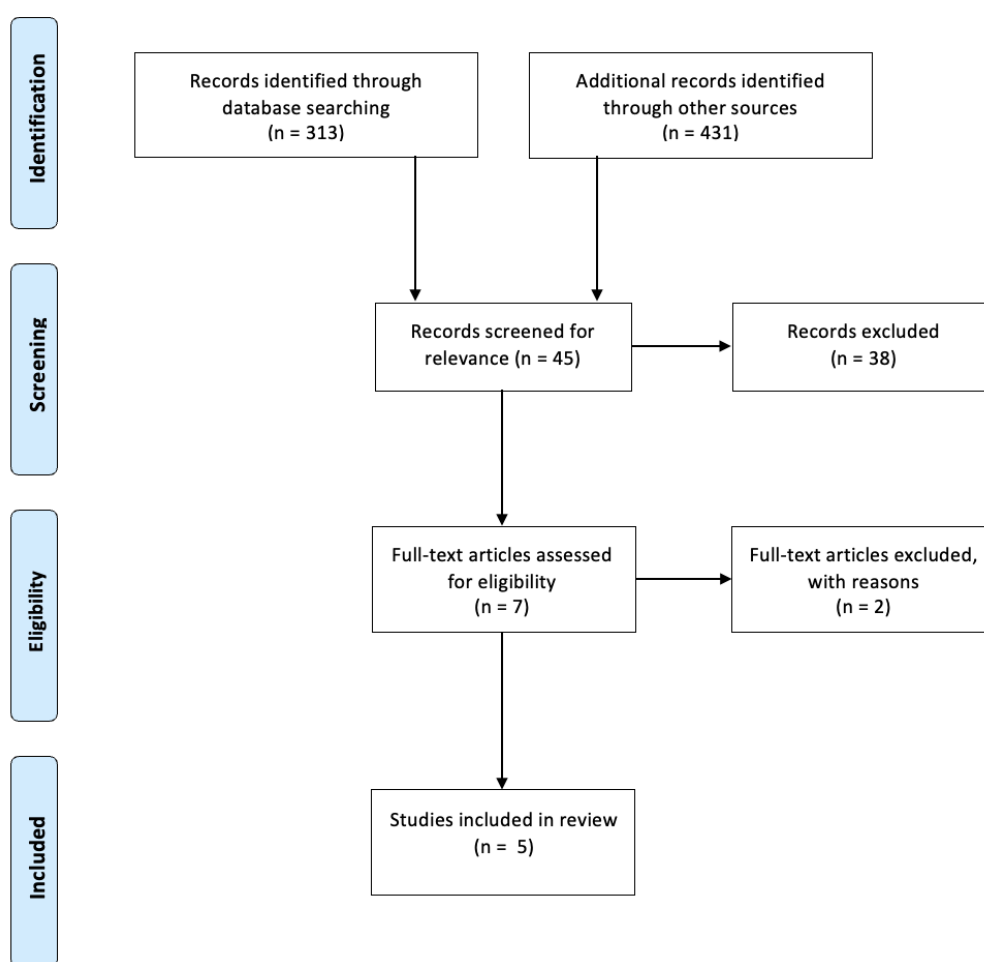 Identification
Records identified through
database searching
(n = 313)
Additional records identified
through other sources
(n = 431)
Screening
Records screened for
relevance (n = 45)
Records excluded
(n = 38)
Eligibility
Full-text articles assessed
for eligibility
(n = 7)
Full-text articles excluded,
with reasons
(n = 2)
Included
Studies included in review
(n = 5)